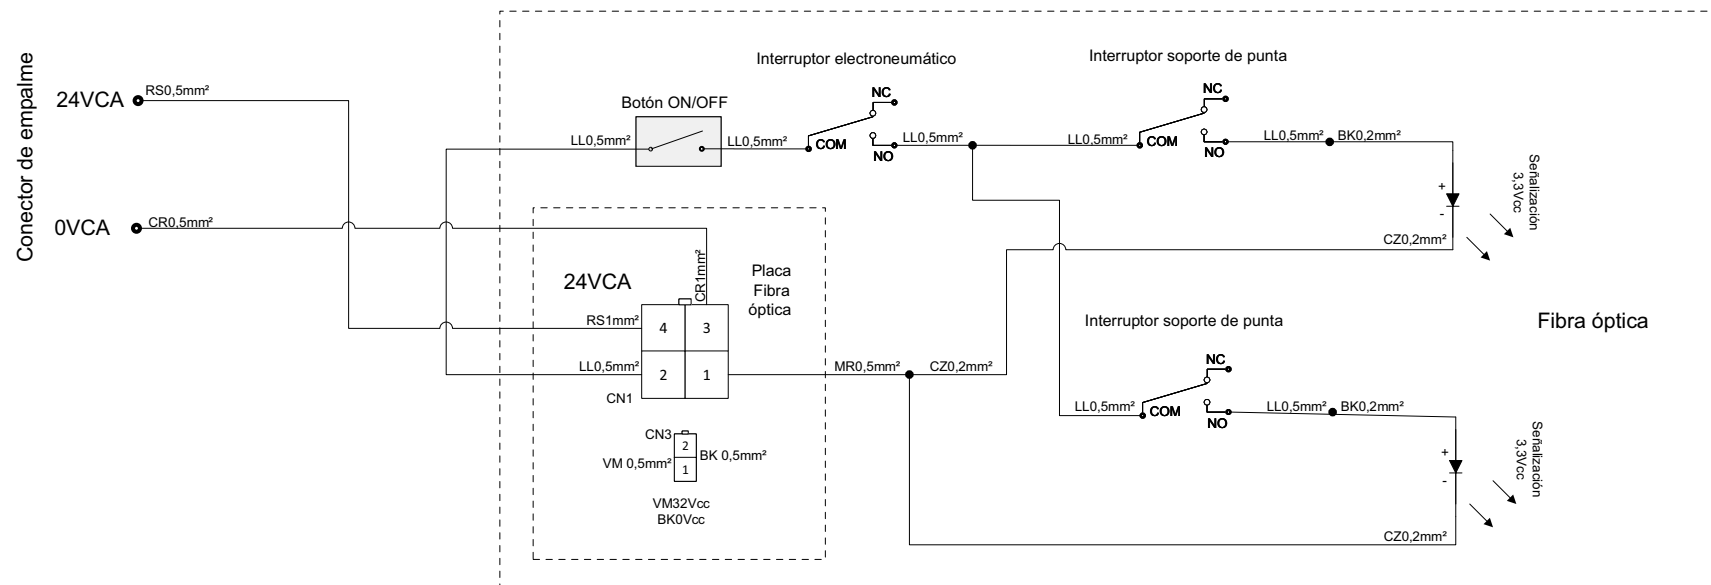 Conector de empalme
24VCA
RS0,5mm²
0VCA
CR0,5mm²
Botón ON/OFF
LL0,5mm²
LL0,5mm²
Interruptor electroneumático
NC
COM
NO
LL0,5mm²
Interruptor soporte de punta
LL0,5mm²
NC
COM
NO
LL0,5mm²
BK0,2mm²
+
-
Señalización
3,3Vcc
CZ0,2mm²
24VCA
CR1mm²
Placa
Fibra
óptica
RS1mm²
4
3
LL0,5mm²
2
1
CN1
MR0,5mm²
CZ0,2mm²
CN3
2
VM 0,5mm²
BK 0,5mm²
1
VM32Vcc
BK0Vcc
Interruptor soporte de punta
LL0,5mm²
NC
COM
NO
LL0,5mm²
BK0,2mm²
+
-
Señalización
3,3Vcc
CZ0,2mm²
Fibra óptica